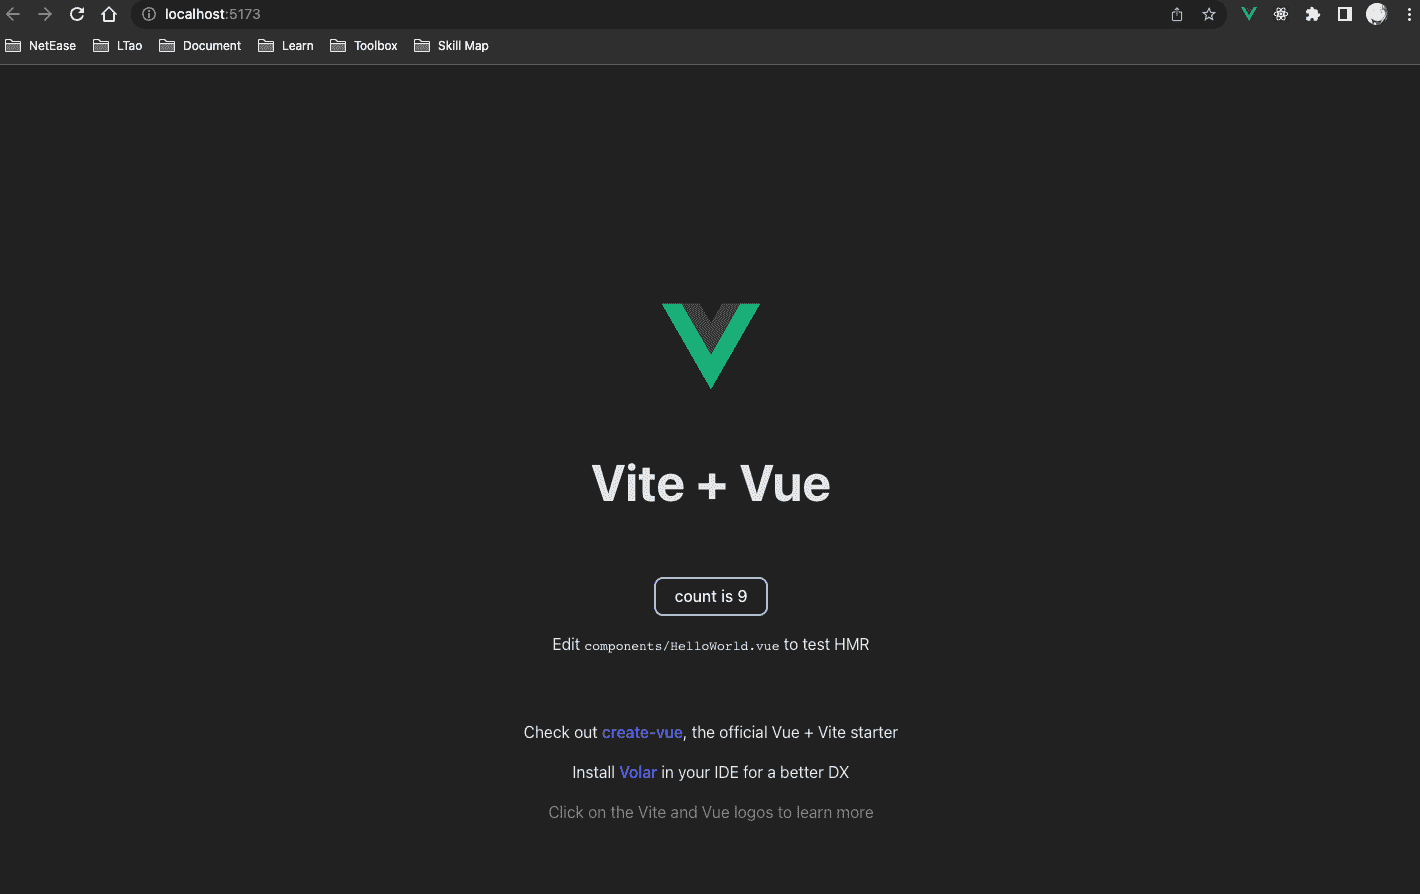 localhost:5173
NetEase LTao Document Learn Toolbox Skill Map
Vite + Vue
count is 9
Edit components/HelloWorld.vue to test HMR
Check out create-vue, the official Vue + Vite starter
Install Volar in your IDE for a better DX
Click on the Vite and Vue logos to learn more